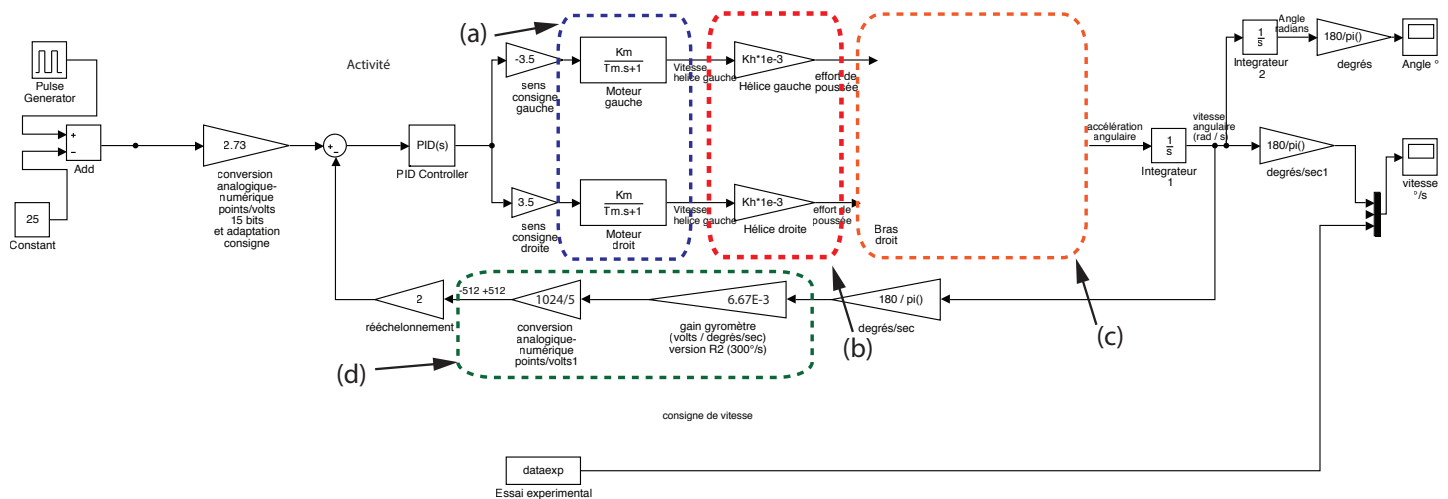 (a)
Activité
Pulse
Generator
+
−
Add
25
Constant
2.73
conversion
analogique-
numérique
points/volts
15 bits
et adaptation
consigne
+
−
PID(s)
PID Controller
-3.5
sens
consigne
gauche
3.5
sens
consigne
droite
Km
Tm.s+1
Moteur
gauche
Km
Tm.s+1
Moteur
droit
Vitesse
helice gauche
Vitesse
helice gauche
Kh*1e-3
Hélice gauche
Kh*1e-3
Hélice droite
effort de
poussée
effort de
poussée
Bras
droit
accélération
angulaire
1
s
Integrateur
1
vitesse
angulaire
(rad / s)
1
s
Integrateur
2
Angle
radians
180/pi()
degrés
Angle °
180/pi()
degrés/sec1
vitesse
°/s
2
rééchelonnement
-512 +512
1024/5
conversion
analogique-
numérique
points/volts1
6.67E-3
gain gyromètre
(volts / degrés/sec)
version R2 (300°/s)
180 / pi()
degrés/sec
(b)
(c)
(d)
consigne de vitesse
dataexp
Essai experimental